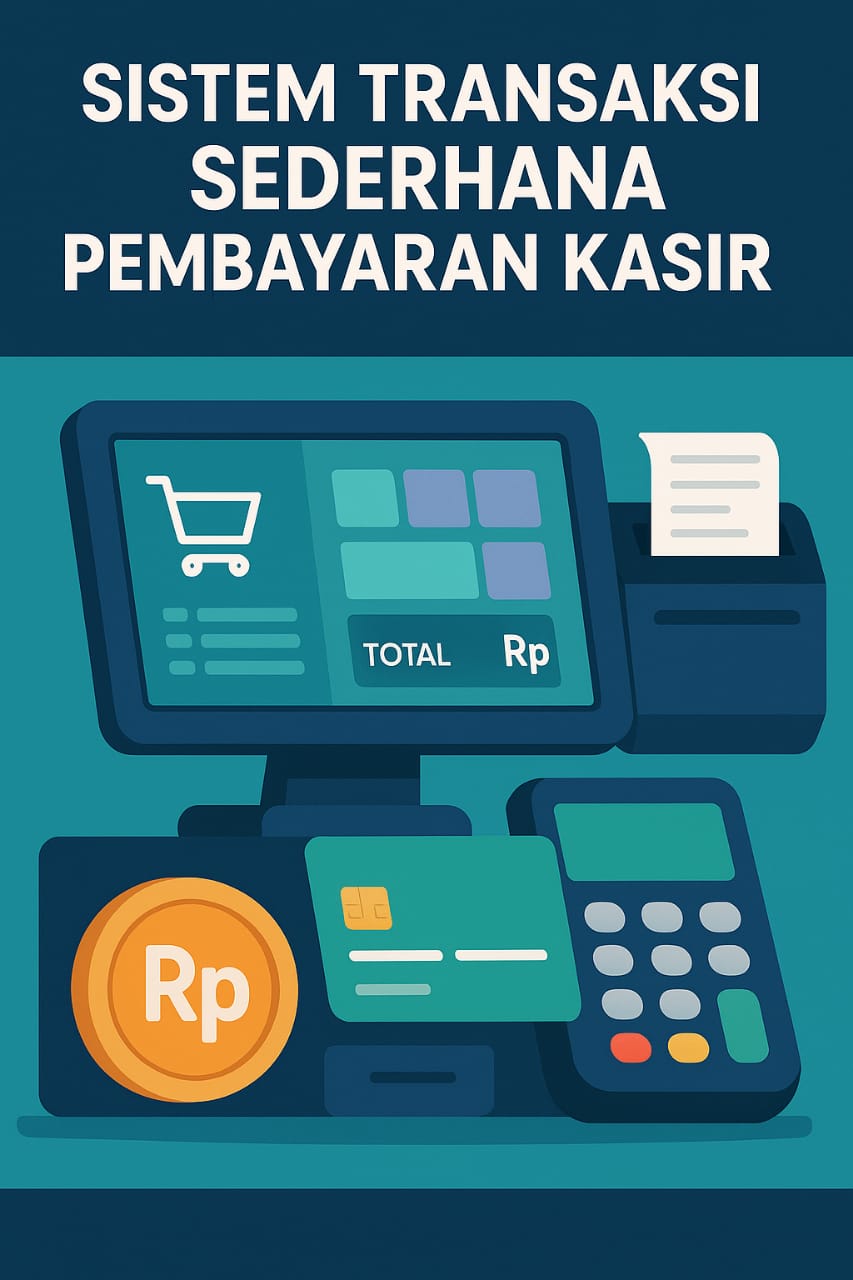 SISTEM TRANSAKSI
SEDERHANA
PEMBAYARAN KASIR
TOTAL Rp
Rp